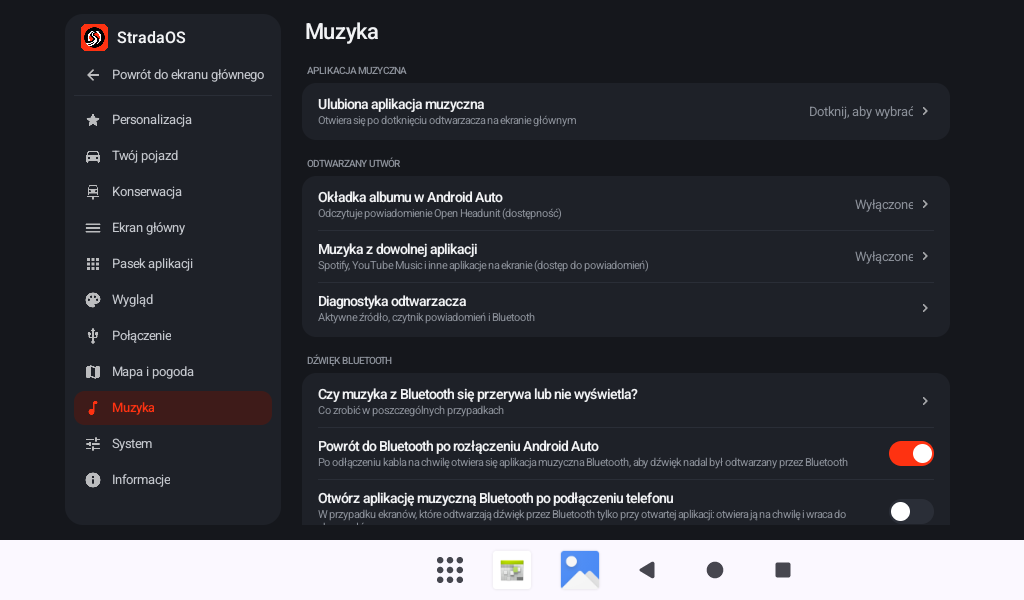 StradaOS
Powrót do ekranu głównego
Personalizacja
Twój pojazd
Konserwacja
Ekran główny
Pasek aplikacji
Wygląd
Połączenie
Mapa i pogoda
Muzyka
System
Informacje
Muzyka
APLIKACJA MUZYCZNA
Ulubiona aplikacja muzyczna
Otwiera się po dotknięciu odtwarzacza na ekranie głównym
Dotknij, aby wybrać
ODTWARZANY UTWÓR
Okładka albumu w Android Auto
Odczytuje powiadomienie Open Headunit (dostępność)
Wyłączone
Muzyka z dowolnej aplikacji
Spotify, YouTube Music i inne aplikacje na ekranie (dostęp do powiadomień)
Wyłączone
Diagnostyka odtwarzacza
Aktywne źródło, czytnik powiadomień i Bluetooth
DŹWIĘK BLUETOOTH
Czy muzyka z Bluetooth się przerywa lub nie wyświetla?
Co zrobić w poszczególnych przypadkach
Powrót do Bluetooth po rozłączeniu Android Auto
Po odłączeniu kabla na chwilę otwiera się aplikacja muzyczna Bluetooth, aby dźwięk nadal był odtwarzany przez Bluetooth
Otwórz aplikację muzyczną Bluetooth po podłączeniu telefonu
W przypadku ekranów, które odtwarzają dźwięk przez Bluetooth tylko przy otwartej aplikacji: otwiera ją na chwilę i wraca do